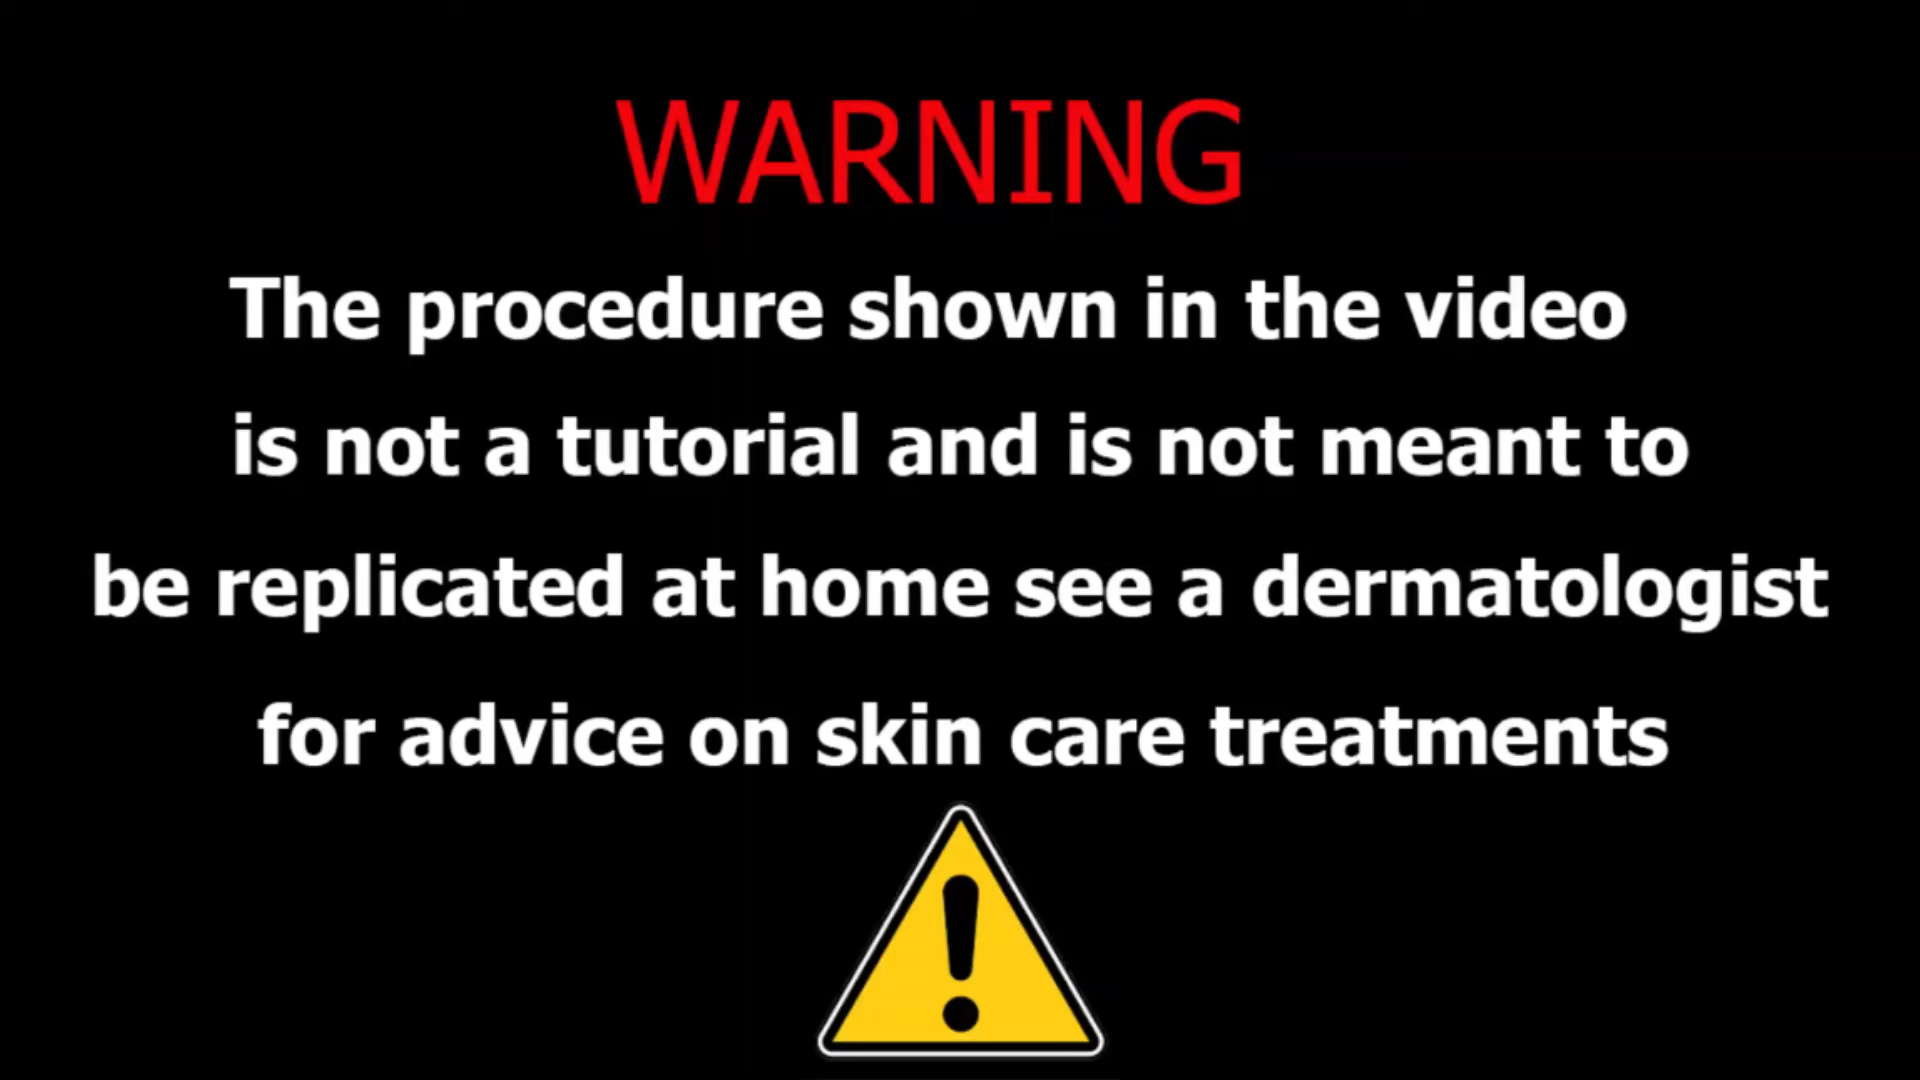 WARNING
The procedure shown in the video
is not a tutorial and is not meant to
be replicated at home see a dermatologist
for advice on skin care treatments